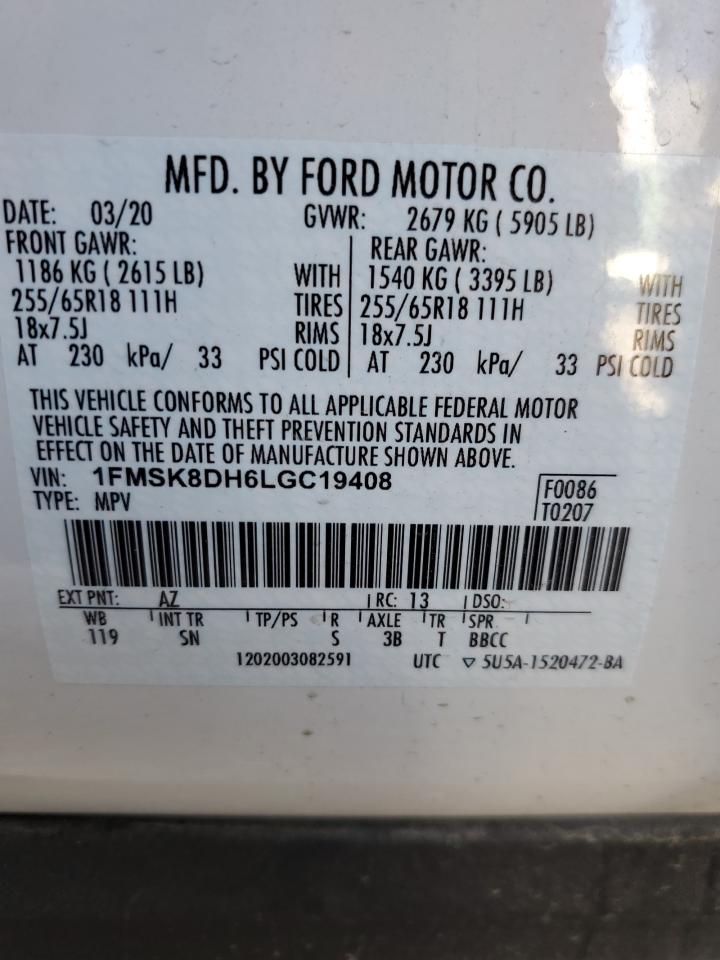 MFD. BY FORD MOTOR CO.
DATE: 03/20 GVWR: 2679 KG ( 5905 LB)
FRONT GAWR: REAR GAWR:
1186 KG ( 2615 LB) WITH 1540 KG ( 3395 LB) WITH
255/65R18 111H TIRES 255/65R18 111H TIRES
18x7.5J RIMS 18x7.5J RIMS
AT 230 kPa/ 33 PSI COLD AT 230 kPa/ 33 PSI COLD
THIS VEHICLE CONFORMS TO ALL APPLICABLE FEDERAL MOTOR
VEHICLE SAFETY AND THEFT PREVENTION STANDARDS IN
EFFECT ON THE DATE OF MANUFACTURE SHOWN ABOVE.
VIN: 1FMSK8DH6LGC19408 F0086
TYPE: MPV T0207
EXT PNT: AZ RC: 13 DSO:
WB INT TR TP/PS R AXLE TR SPR
119 SN S 3B T BBCC
1202003082591 UTC ▽ 5U5A-1520472-BA